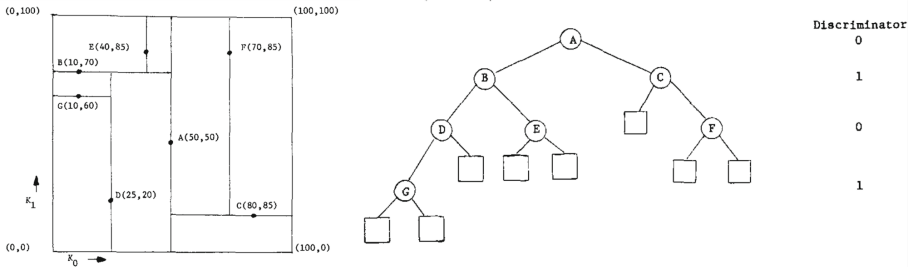 (0,100)
(100,100)
E(40,85)
F(70,85)
B(10,70)
G(10,60)
A(50,50)
D(25,20)
C(80,85)
K1
(0,0)
K0
(100,0)
A
B
C
D
E
F
G
Discriminator
0
1
0
1